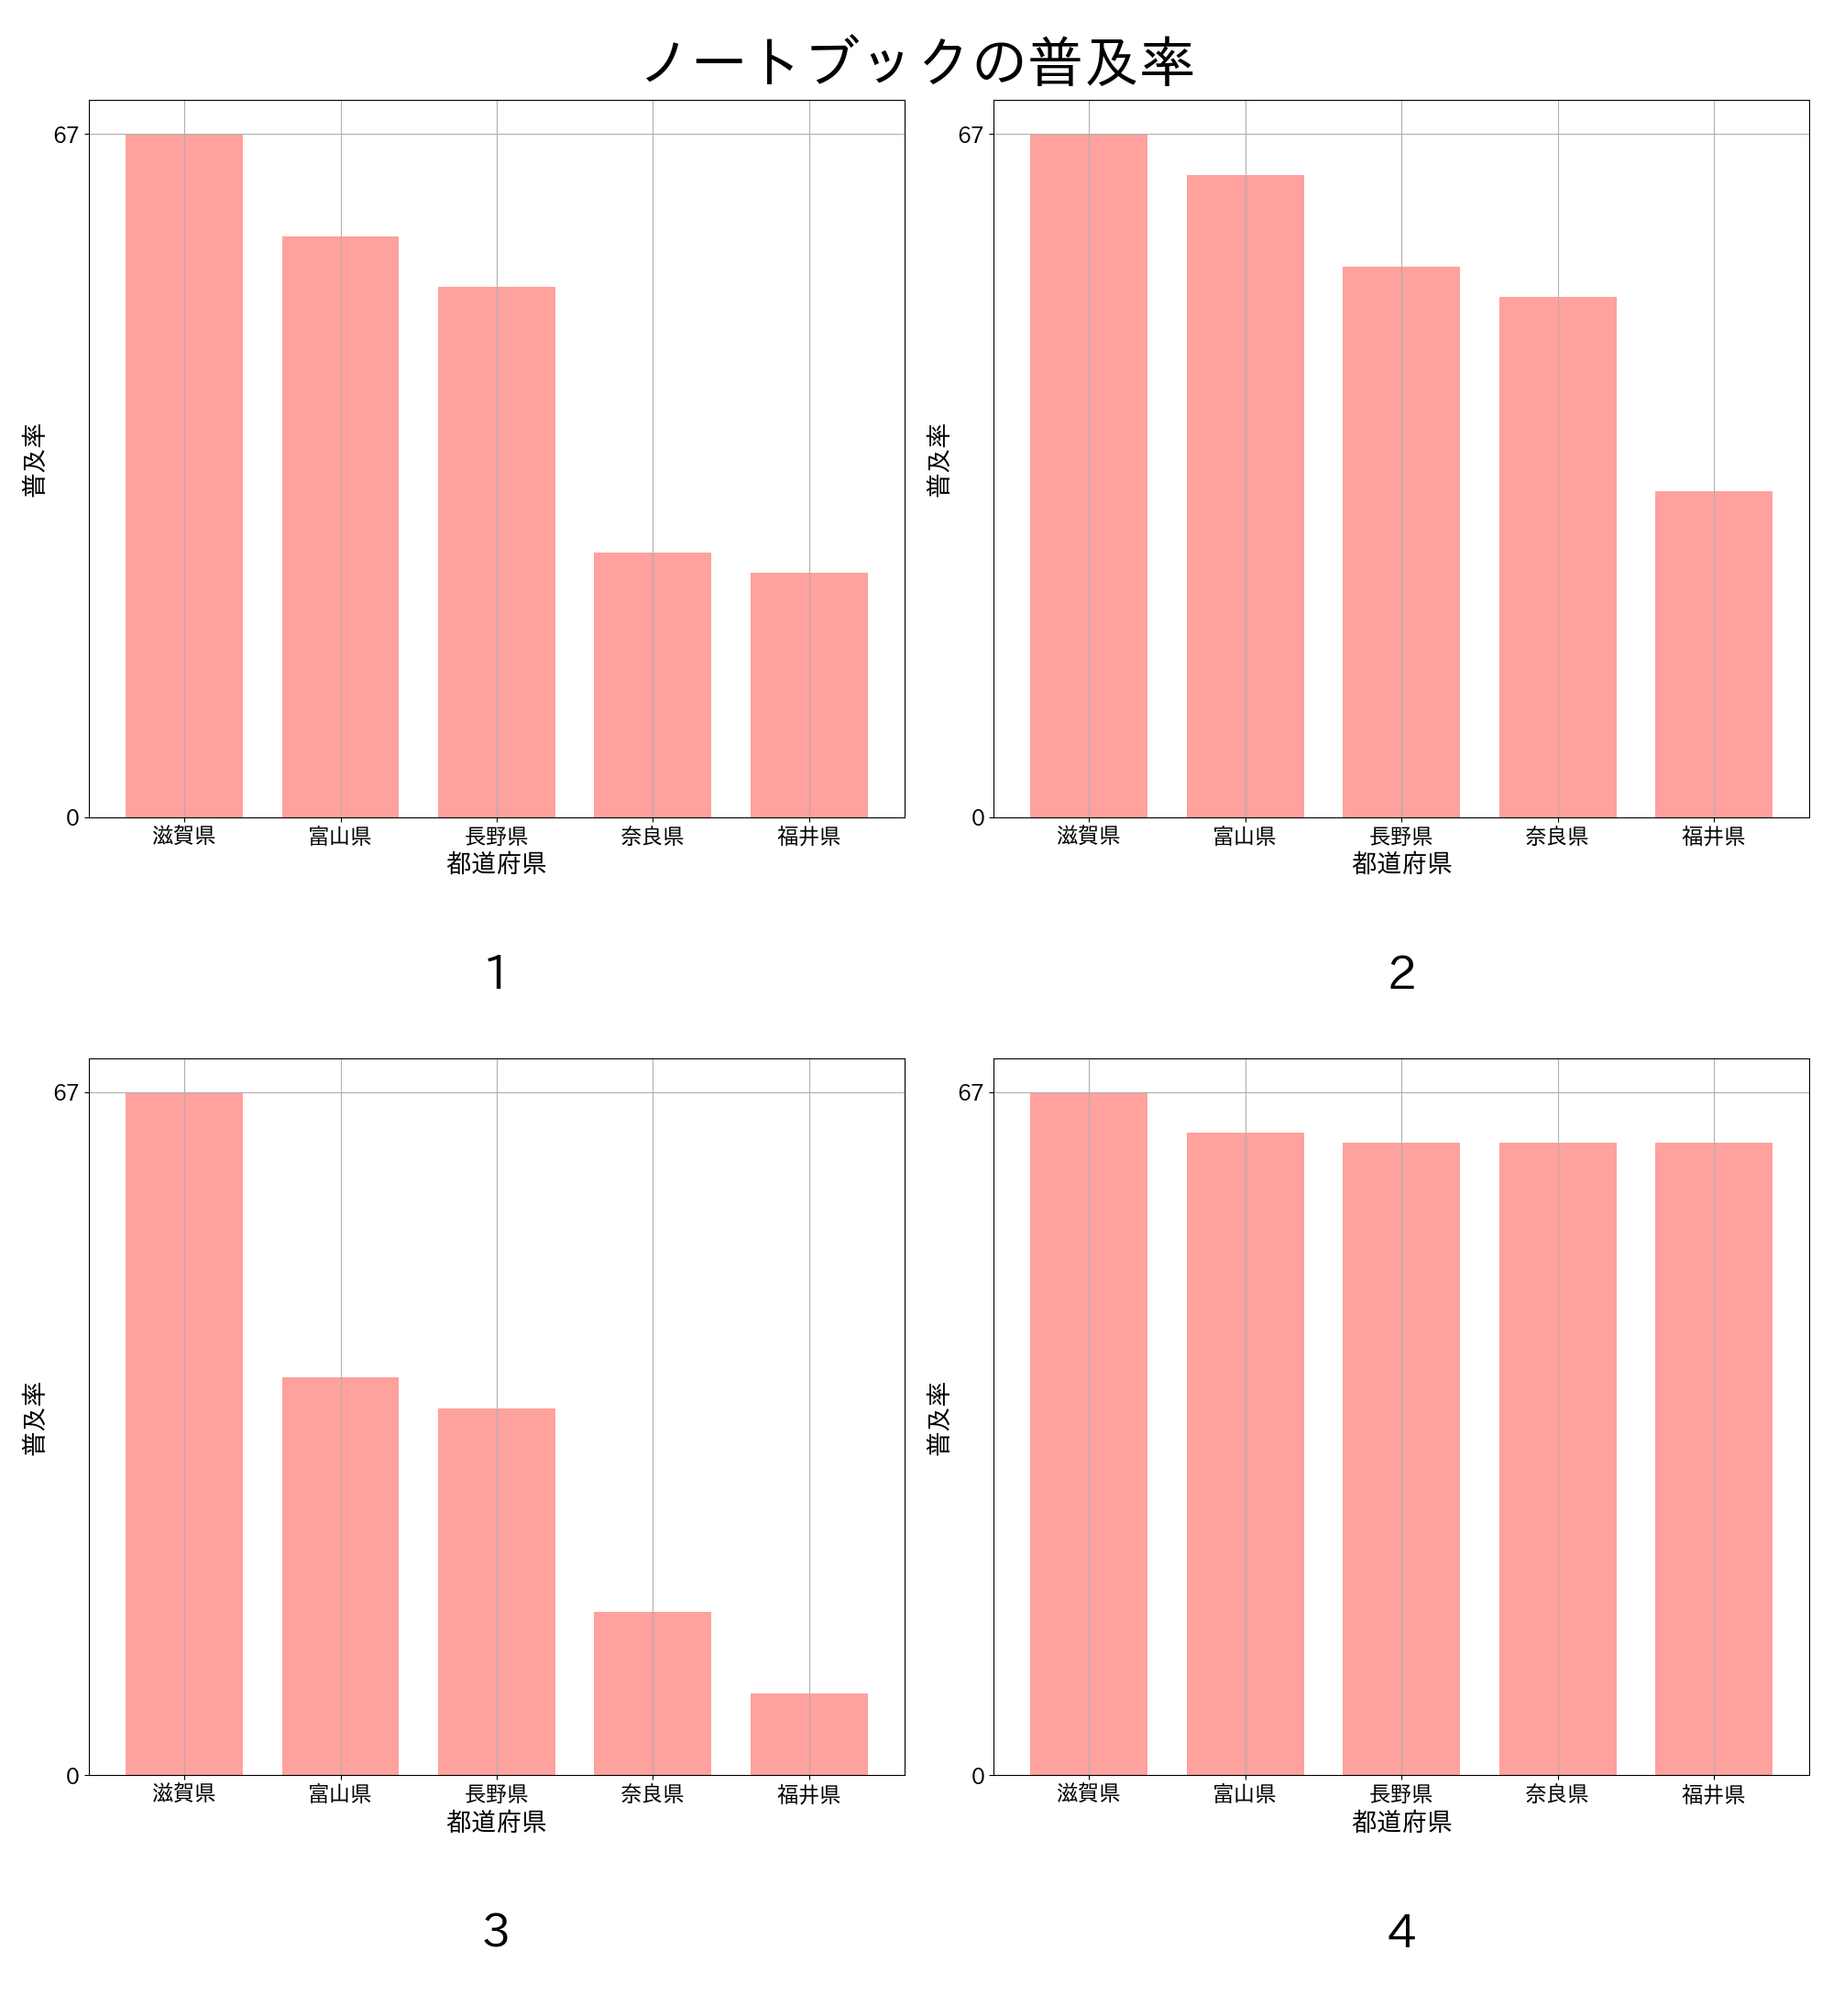 ノートブックの普及率
67
0
普及率
滋賀県 富山県 長野県 奈良県 福井県
都道府県
1
67
0
普及率
滋賀県 富山県 長野県 奈良県 福井県
都道府県
2
67
0
普及率
滋賀県 富山県 長野県 奈良県 福井県
都道府県
3
67
0
普及率
滋賀県 富山県 長野県 奈良県 福井県
都道府県
4